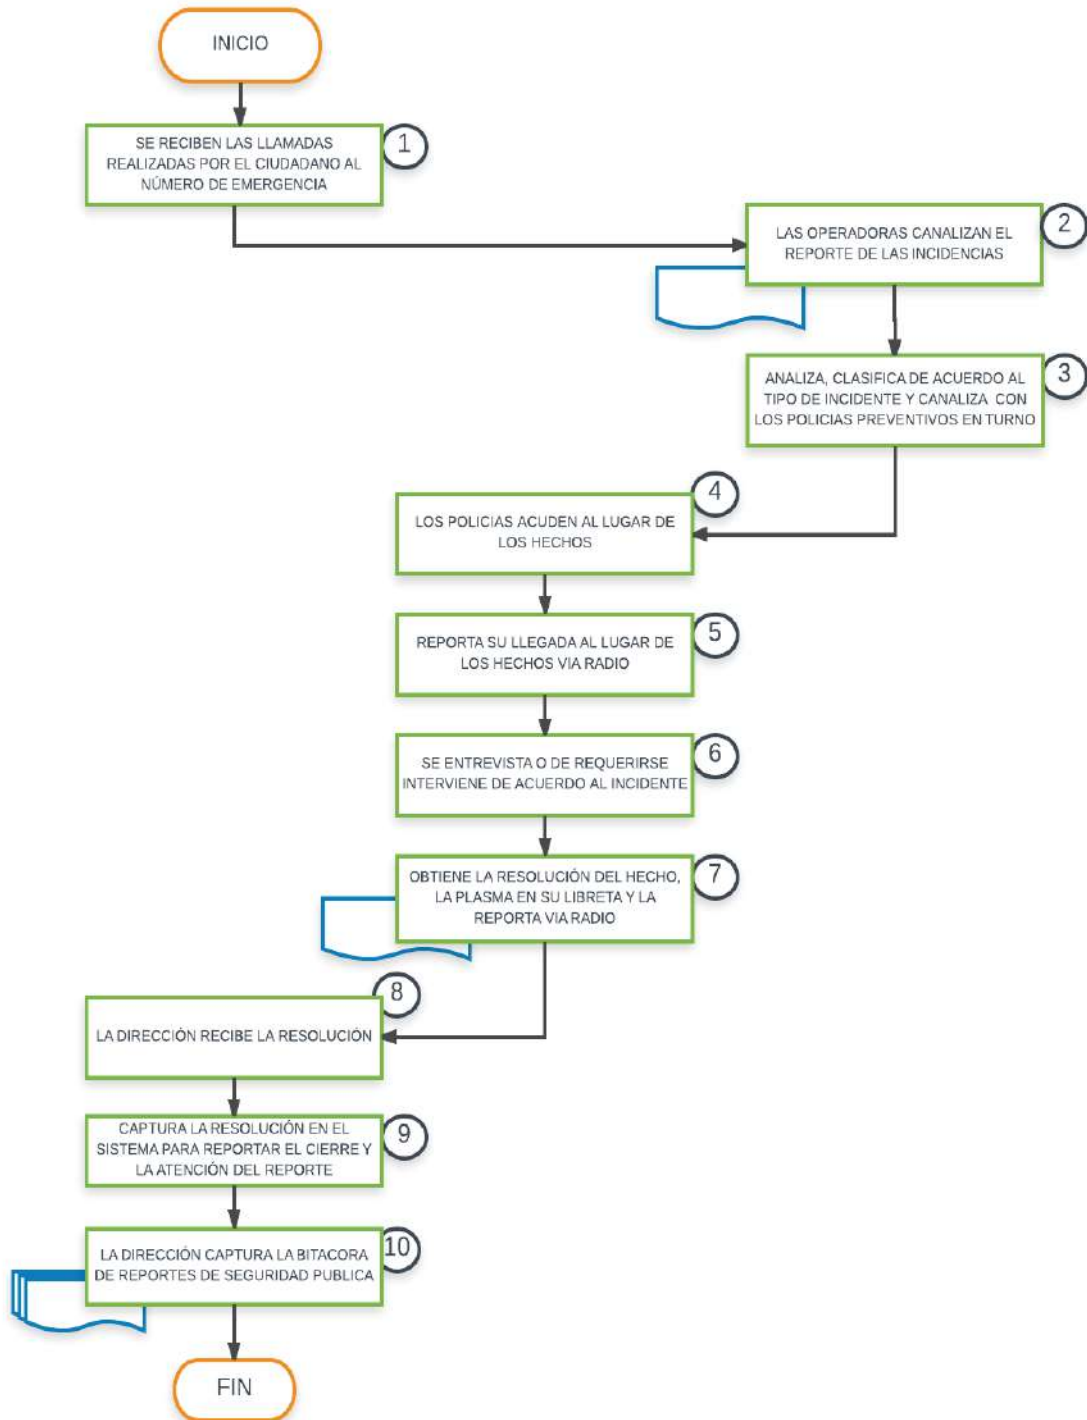 INICIO
SE RECIBEN LAS LLAMADAS
REALIZADAS POR EL CIUDADANO AL
NÚMERO DE EMERGENCIA
1
LAS OPERADORAS CANALIZAN EL
REPORTE DE LAS INCIDENCIAS
2
ANALIZA, CLASIFICA DE ACUERDO AL
TIPO DE INCIDENTE Y CANALIZA CON
LOS POLICIAS PREVENTIVOS EN TURNO
3
LOS POLICIAS ACUDEN AL LUGAR DE
LOS HECHOS
4
REPORTA SU LLEGADA AL LUGAR DE
LOS HECHOS VIA RADIO
5
SE ENTREVISTA O DE REQUERIRSE
INTERVIENE DE ACUERDO AL INCIDENTE
6
OBTIENE LA RESOLUCIÓN DEL HECHO,
LA PLASMA EN SU LIBRETA Y LA
REPORTA VIA RADIO
7
LA DIRECCIÓN RECIBE LA RESOLUCIÓN
8
CAPTURA LA RESOLUCIÓN EN EL
SISTEMA PARA REPORTAR EL CIERRE Y
LA ATENCIÓN DEL REPORTE
9
LA DIRECCIÓN CAPTURA LA BITACORA
DE REPORTES DE SEGURIDAD PUBLICA
10
FIN